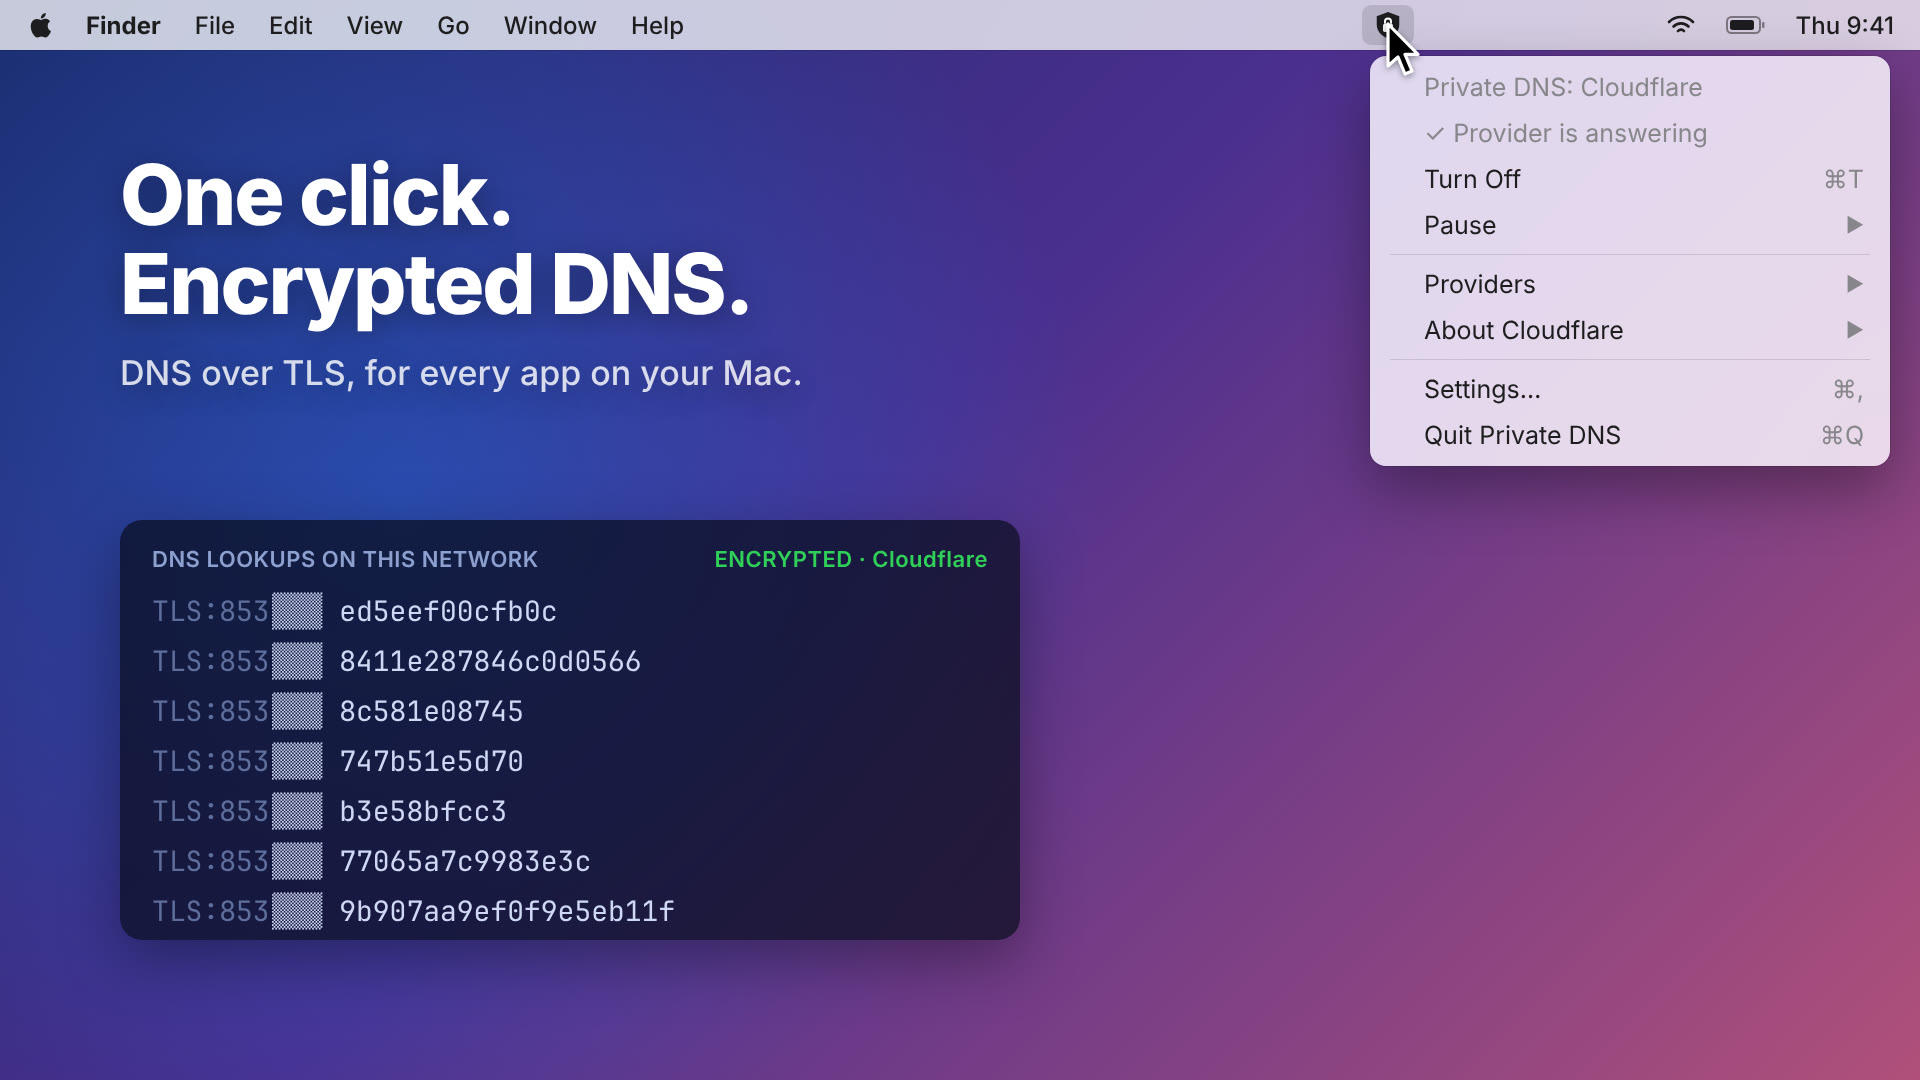 Finder File Edit View Go Window Help Thu 9:41
Private DNS: Cloudflare
✓ Provider is answering
Turn Off ⌘T
Pause ▶
Providers ▶
About Cloudflare ▶
Settings... ⌘,
Quit Private DNS ⌘Q
One click.
Encrypted DNS.
DNS over TLS, for every app on your Mac.
DNS LOOKUPS ON THIS NETWORK ENCRYPTED · Cloudflare
TLS:853▒▒▒ ed5eef00cfb0c
TLS:853▒▒▒ 8411e287846c0d0566
TLS:853▒▒▒ 8c581e08745
TLS:853▒▒▒ 747b51e5d70
TLS:853▒▒▒ b3e58bfcc3
TLS:853▒▒▒ 77065a7c9983e3c
TLS:853▒▒▒ 9b907aa9ef0f9e5eb11f